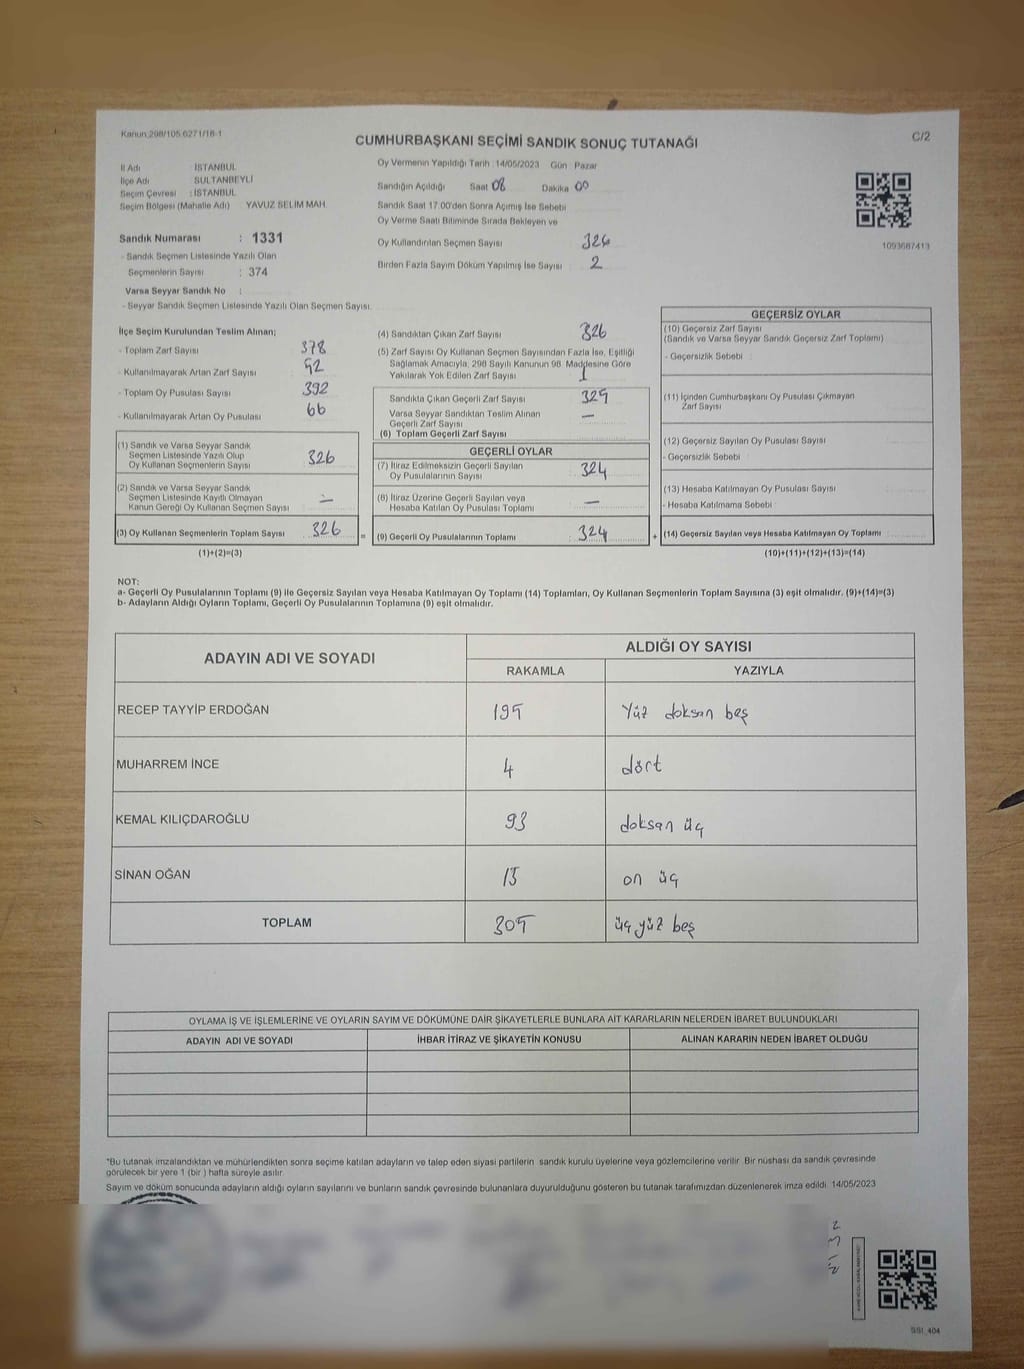 Kanun 298/105 6271/18-1
C/2
CUMHURBAŞKANI SEÇİMİ SANDIK SONUÇ TUTANAĞI
İl Adı : İSTANBUL
İlçe Adı : SULTANBEYLİ
Seçim Çevresi : İSTANBUL
Seçim Bölgesi (Mahalle Adı) YAVUZ SELİM MAH.
Sandık Numarası : 1331
- Sandık Seçmen Listesinde Yazılı Olan
Seçmenlerin Sayısı : 374
Varsa Seyyar Sandık No :
- Seyyar Sandık Seçmen Listesinde Yazılı Olan Seçmen Sayısı
Oy Vermenin Yapıldığı Tarih : 14/05/2023 Gün : Pazar
Sandığın Açıldığı Saat 08 Dakika 00
Sandık Saat 17.00'den Sonra Açılmış İse Sebebi
Oy Verme Saati Bitiminde Sırada Bekleyen ve
Oy Kullandırılan Seçmen Sayısı 326
Birden Fazla Sayım Döküm Yapılmış İse Sayısı 2
1093687413
İlçe Seçim Kurulundan Teslim Alınan;
- Toplam Zarf Sayısı 378
- Kullanılmayarak Artan Zarf Sayısı 52
- Toplam Oy Pusulası Sayısı 392
- Kullanılmayarak Artan Oy Pusulası 66
(1) Sandık ve Varsa Seyyar Sandık
Seçmen Listesinde Yazılı Olup
Oy Kullanan Seçmenlerin Sayısı 326
(2) Sandık ve Varsa Seyyar Sandık
Seçmen Listesinde Kayıtlı Olmayan
Kanun Gereği Oy Kullanan Seçmen Sayısı —
(3) Oy Kullanan Seçmenlerin Toplam Sayısı 326 =
(1)+(2)=(3)
(4) Sandıktan Çıkan Zarf Sayısı 326
(5) Zarf Sayısı Oy Kullanan Seçmen Sayısından Fazla İse, Eşitliği
Sağlamak Amacıyla, 298 Sayılı Kanunun 98. Maddesine Göre
Yakılarak Yok Edilen Zarf Sayısı 1
Sandıkta Çıkan Geçerli Zarf Sayısı 325
Varsa Seyyar Sandıktan Teslim Alınan
Geçerli Zarf Sayısı —
(6) Toplam Geçerli Zarf Sayısı
GEÇERLİ OYLAR
(7) İtiraz Edilmeksizin Geçerli Sayılan
Oy Pusulalarının Sayısı 324
(8) İtiraz Üzerine Geçerli Sayılan veya
Hesaba Katılan Oy Pusulası Toplamı —
(9) Geçerli Oy Pusulalarının Toplamı 324 +
GEÇERSİZ OYLAR
(10) Geçersiz Zarf Sayısı
(Sandık ve Varsa Seyyar Sandık Geçersiz Zarf Toplamı)
- Geçersizlik Sebebi
(11) İçinden Cumhurbaşkanı Oy Pusulası Çıkmayan
Zarf Sayısı
(12) Geçersiz Sayılan Oy Pusulası Sayısı
- Geçersizlik Sebebi
(13) Hesaba Katılmayan Oy Pusulası Sayısı
- Hesaba Katılmama Sebebi
(14) Geçersiz Sayılan veya Hesaba Katılmayan Oy Toplamı
(10)+(11)+(12)+(13)=(14)
NOT:
a- Geçerli Oy Pusulalarının Toplamı (9) ile Geçersiz Sayılan veya Hesaba Katılmayan Oy Toplamı (14) Toplamları, Oy Kullanan Seçmenlerin Toplam Sayısına (3) eşit olmalıdır. (9)+(14)=(3)
b- Adayların Aldığı Oyların Toplamı, Geçerli Oy Pusulalarının Toplamına (9) eşit olmalıdır.
ADAYIN ADI VE SOYADI ALDIĞI OY SAYISI
RAKAMLA YAZIYLA
RECEP TAYYİP ERDOĞAN 195 Yüz doksan beş
MUHARREM İNCE 4 dört
KEMAL KILIÇDAROĞLU 93 doksan üç
SİNAN OĞAN 13 on üç
TOPLAM 305 üç yüz beş
OYLAMA İŞ VE İŞLEMLERİNE VE OYLARIN SAYIM VE DÖKÜMÜNE DAİR ŞİKAYETLERLE BUNLARA AİT KARARLARIN NELERDEN İBARET BULUNDUKLARI
ADAYIN ADI VE SOYADI İHBAR İTİRAZ VE ŞİKAYETİN KONUSU ALINAN KARARIN NEDEN İBARET OLDUĞU
*Bu tutanak imzalandıktan ve mühürlendikten sonra seçime katılan adayların ve talep eden siyasi partilerin sandık kurulu üyelerine veya gözlemcilerine verilir. Bir nüshası da sandık çevresinde
görülecek bir yere 1 (bir ) hafta süreyle asılır.
Sayım ve döküm sonucunda adayların aldığı oyların sayılarını ve bunların sandık çevresinde bulunanlara duyurulduğunu gösteren bu tutanak tarafımızdan düzenlenerek imza edildi. 14/05/2023